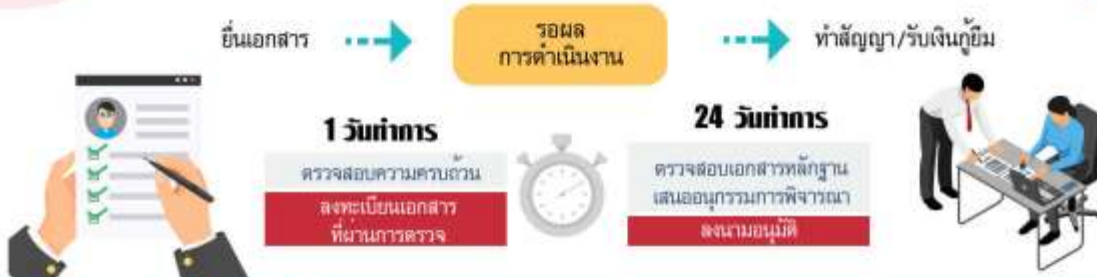 ยื่นเอกสาร
รอผล
การดำเนินงาน
ทำสัญญา/รับเงินกู้ยืม
1 วันทำการ
ตรวจสอบความครบถ้วน
ลงทะเบียนเอกสาร
ที่ผ่านการตรวจ
24 วันทำการ
ตรวจสอบเอกสารหลักฐาน
เสนออนุกรรมการพิจารณา
ลงนามอนุมัติ